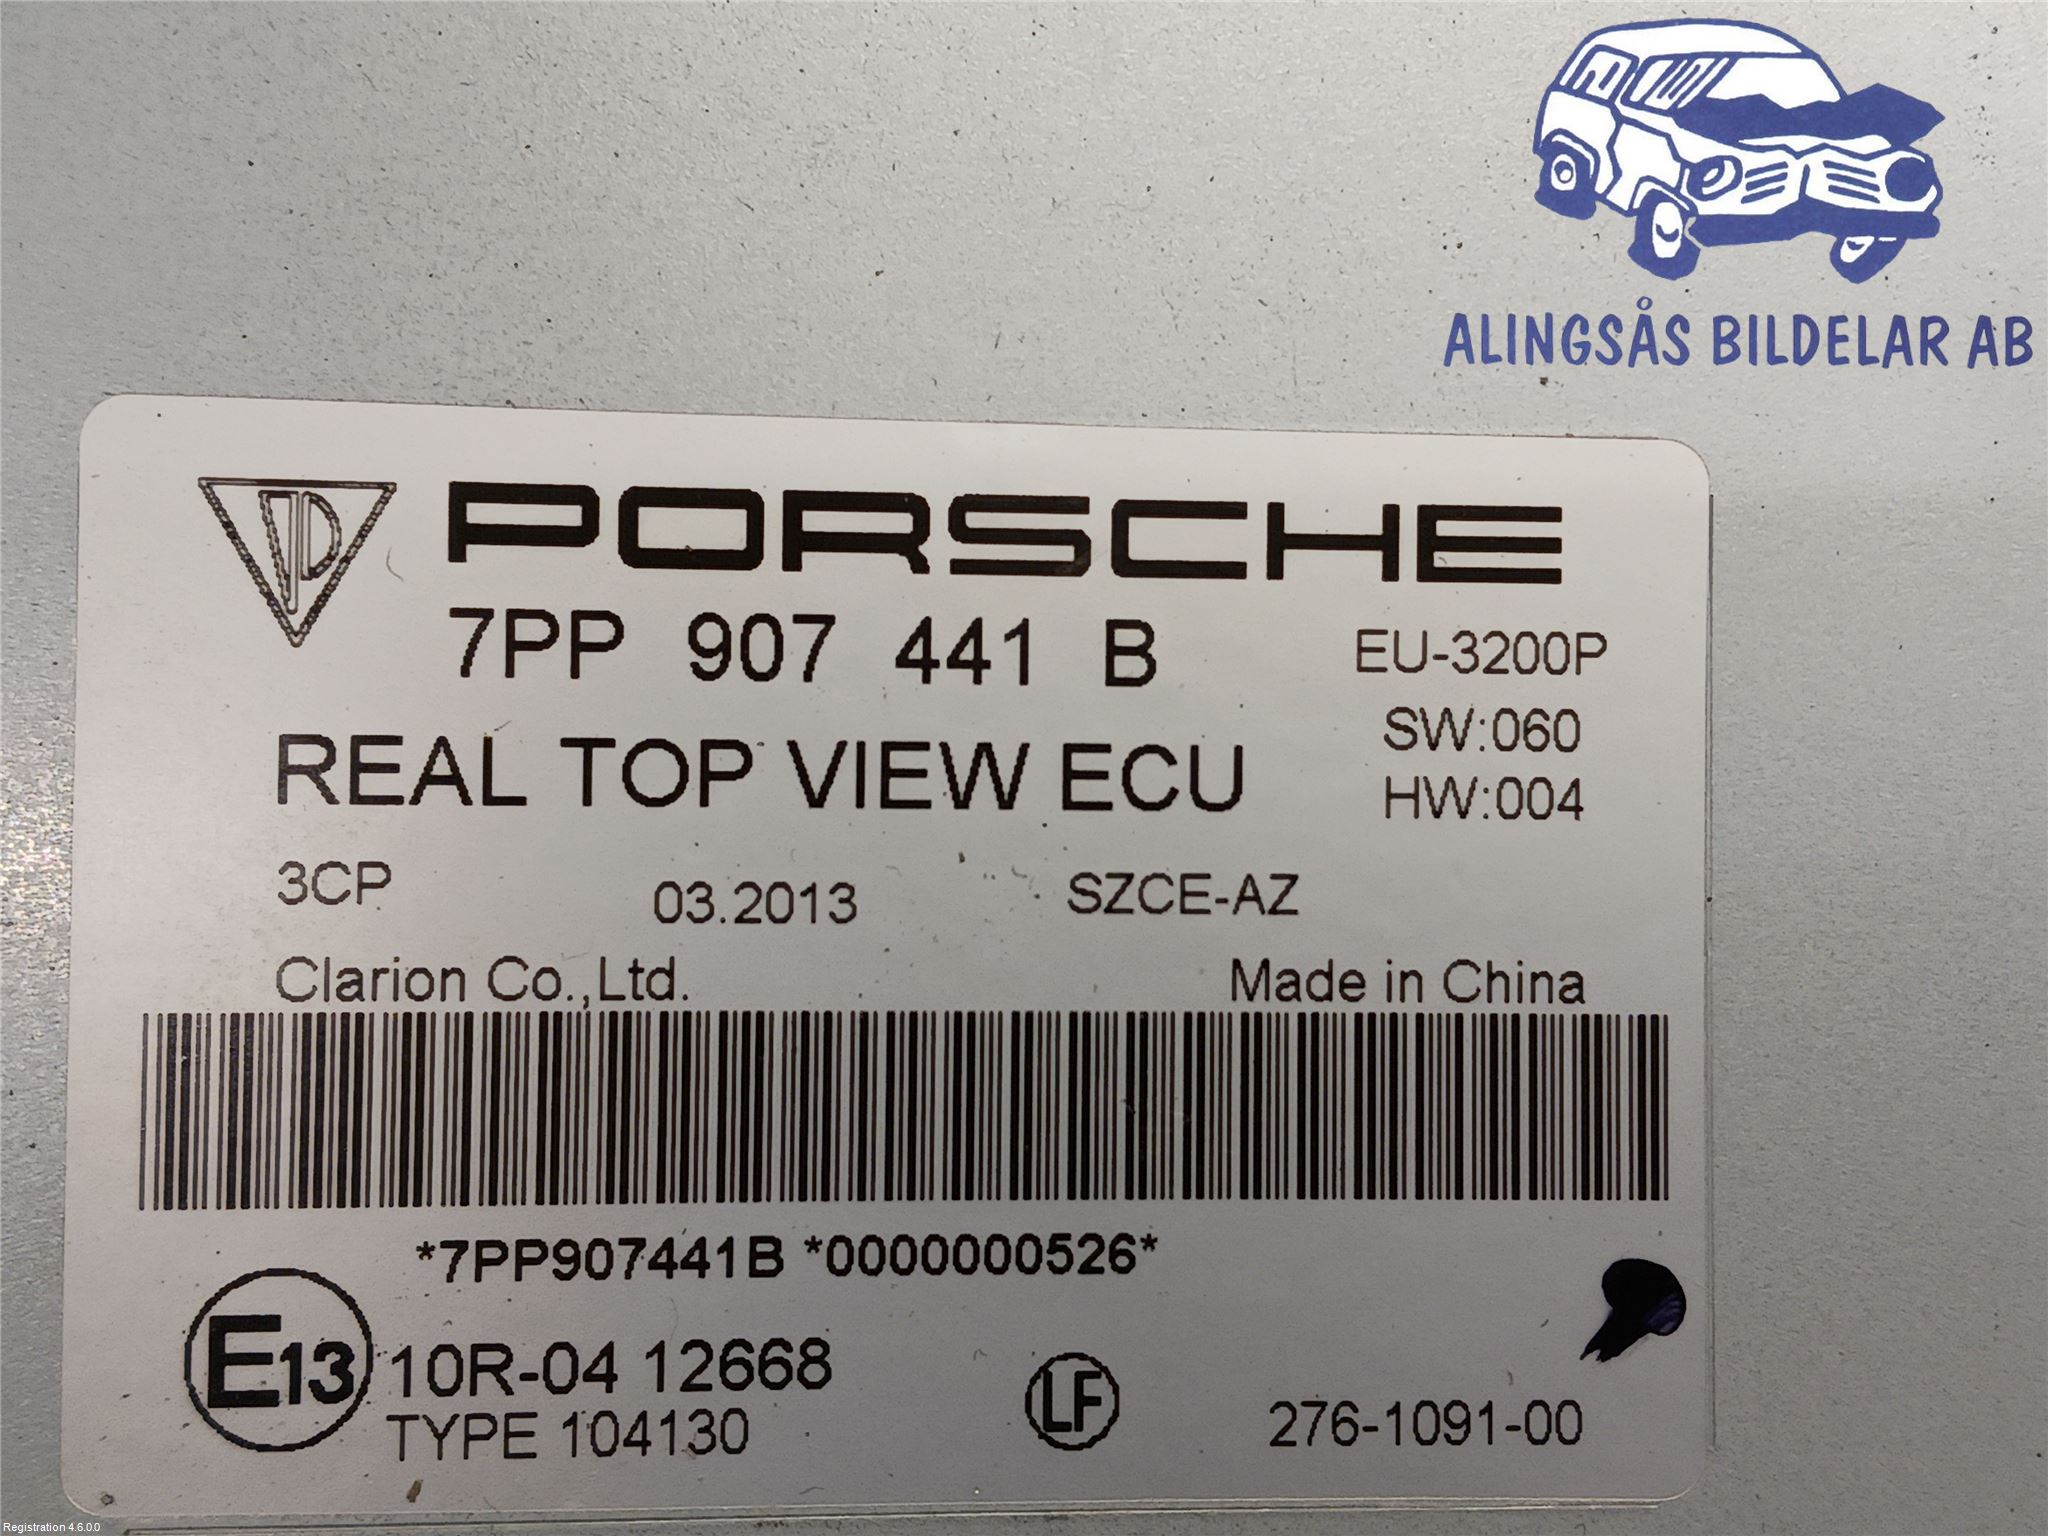 ALINGSÅS BILDELAR AB
PORSCHE
7PP 907 441 B EU-3200P
SW:060
REAL TOP VIEW ECU
HW:004
3CP 03.2013 SZCE-AZ
Clarion Co.,Ltd. Made in China
*7PP907441B *0000000526*
E13 10R-04 12668
TYPE 104130 LF 276-1091-00
Registration 4.6.0.0